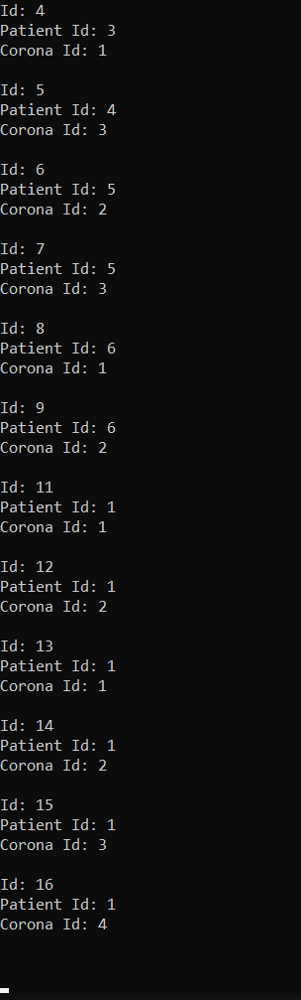 Id: 4
Patient Id: 3
Corona Id: 1
Id: 5
Patient Id: 4
Corona Id: 3
Id: 6
Patient Id: 5
Corona Id: 2
Id: 7
Patient Id: 5
Corona Id: 3
Id: 8
Patient Id: 6
Corona Id: 1
Id: 9
Patient Id: 6
Corona Id: 2
Id: 11
Patient Id: 1
Corona Id: 1
Id: 12
Patient Id: 1
Corona Id: 2
Id: 13
Patient Id: 1
Corona Id: 1
Id: 14
Patient Id: 1
Corona Id: 2
Id: 15
Patient Id: 1
Corona Id: 3
Id: 16
Patient Id: 1
Corona Id: 4